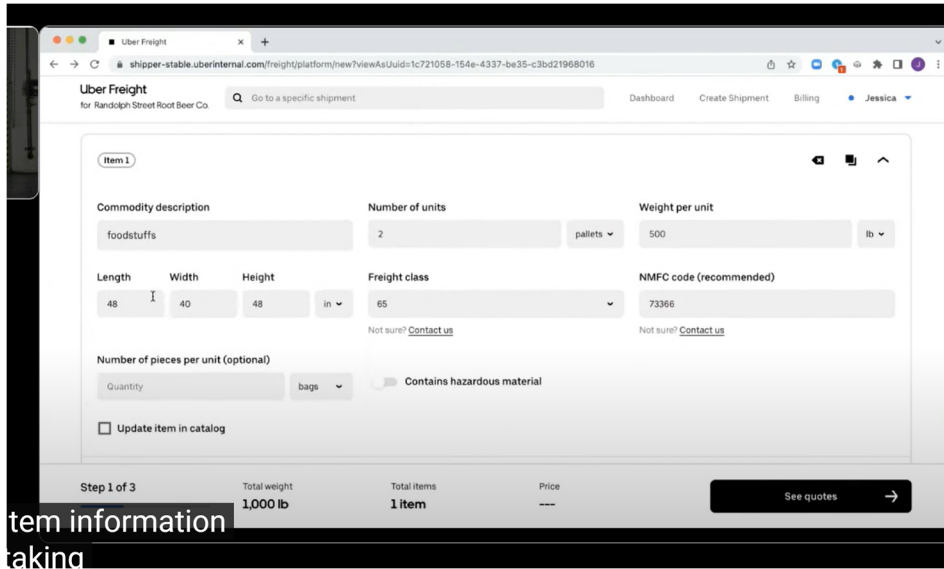 Uber Freight
shipper-stable.uberinternal.com/freight/platform/new?viewAsUuid=1c721058-154e-4337-be35-c3bd21968016
Uber Freight
for Randolph Street Root Beer Co.
Go to a specific shipment
Dashboard Create Shipment Billing Jessica
J
Item 1
Commodity description Number of units Weight per unit
foodstuffs 2 pallets 500 lb
Length Width Height Freight class NMFC code (recommended)
48 40 48 in 65 73366
Not sure? Contact us Not sure? Contact us
Number of pieces per unit (optional)
Quantity bags Contains hazardous material
Update item in catalog
Step 1 of 3 Total weight Total items Price
1,000 lb 1 item --- See quotes
tem information
taking